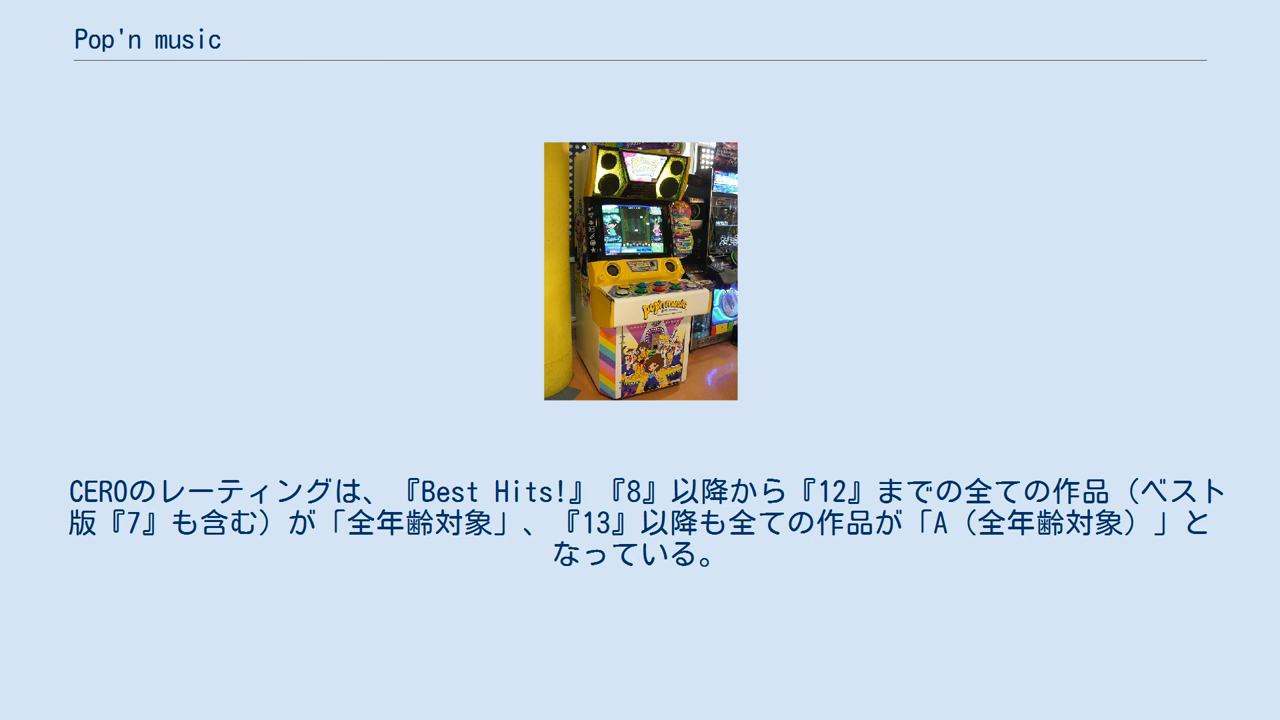 Pop'n music
pop'n music
CEROのレーティングは、『Best Hits!』『8』以降から『12』までの全ての作品（ベスト
版『7』も含む）が「全年齢対象」、『13』以降も全ての作品が「A（全年齢対象）」と
なっている。